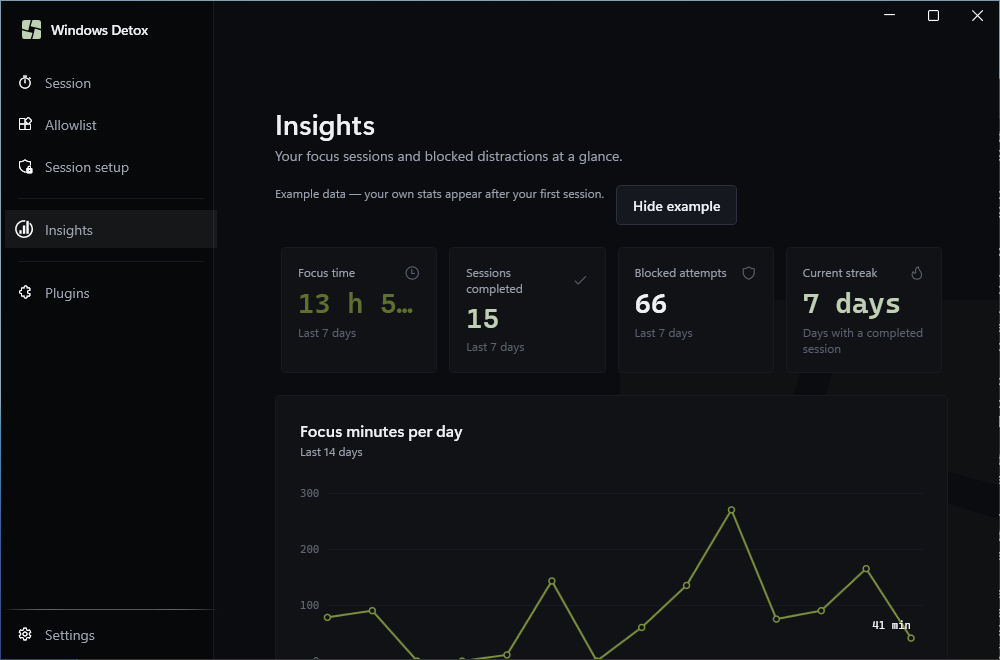 Windows Detox
Session
Allowlist
Session setup
Insights
Plugins
Settings
Insights
Your focus sessions and blocked distractions at a glance.
Example data — your own stats appear after your first session.
Hide example
Focus time
13 h 5…
Last 7 days
Sessions
completed
15
Last 7 days
Blocked attempts
66
Last 7 days
Current streak
7 days
Days with a completed
session
Focus minutes per day
Last 14 days
300
200
100
41 min